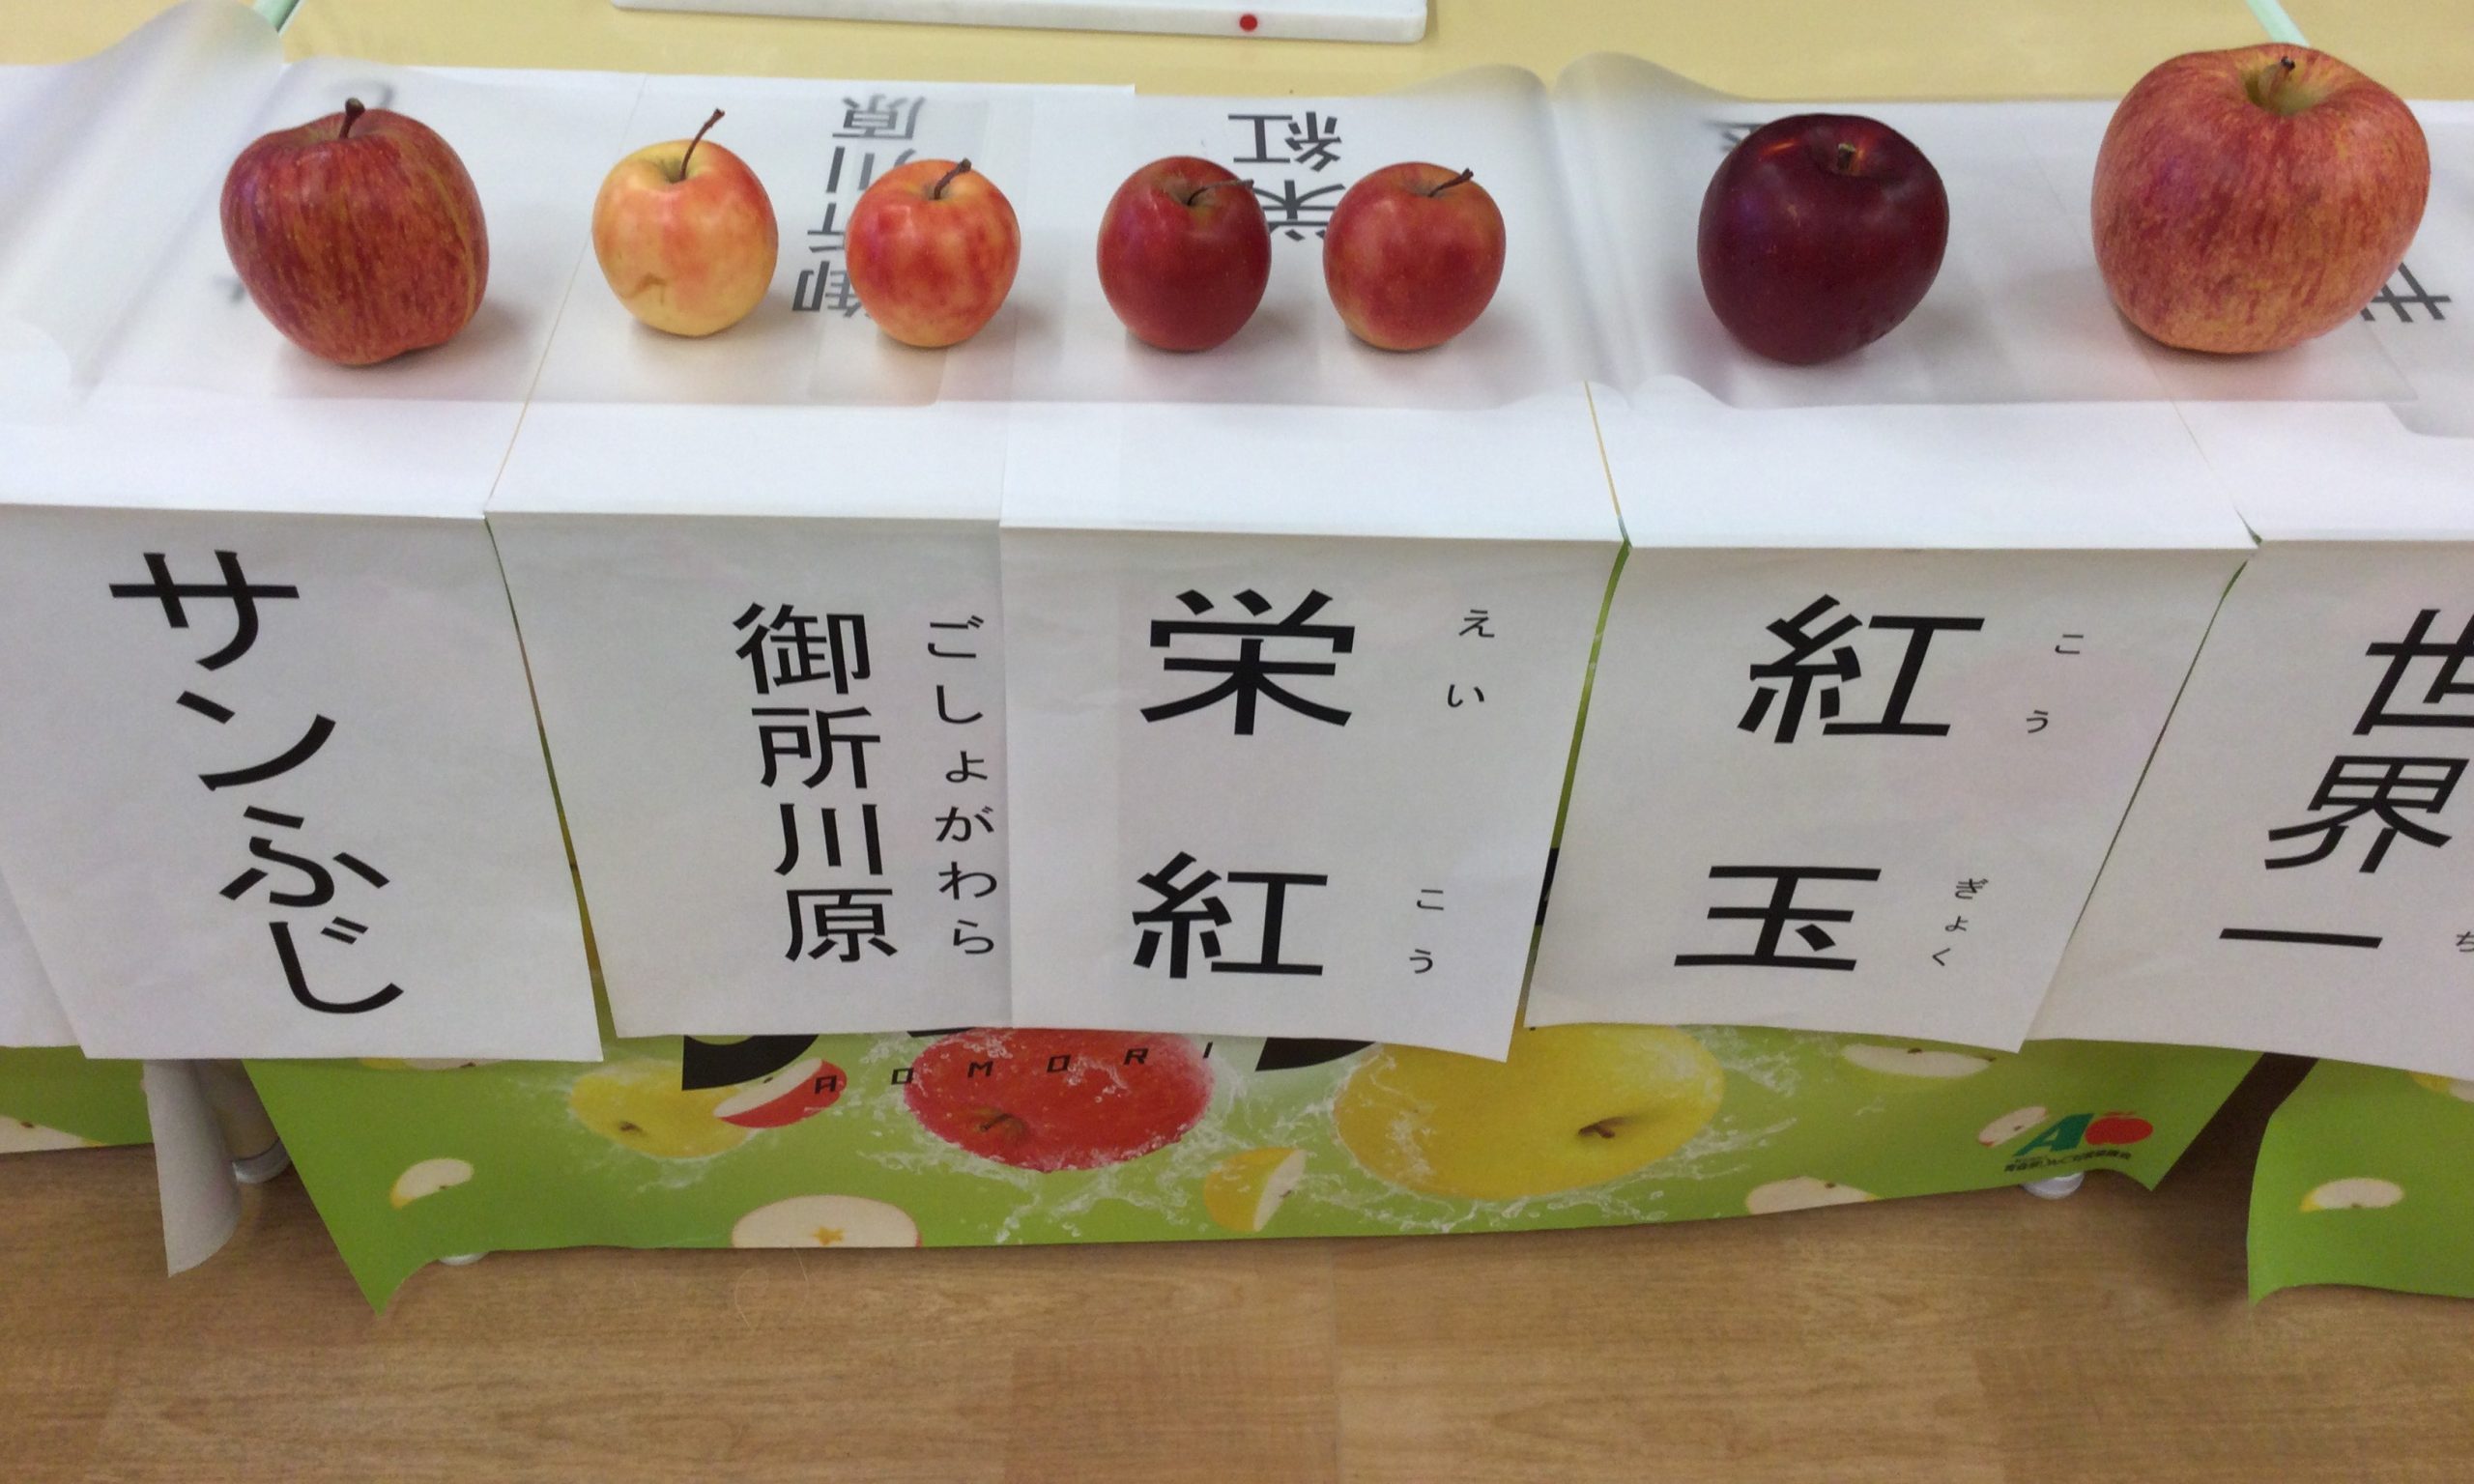 サンふじ
御所川原
ごしょがわら
栄紅
えいこう
紅玉
こうぎょく
世界一
ち
AOMORI